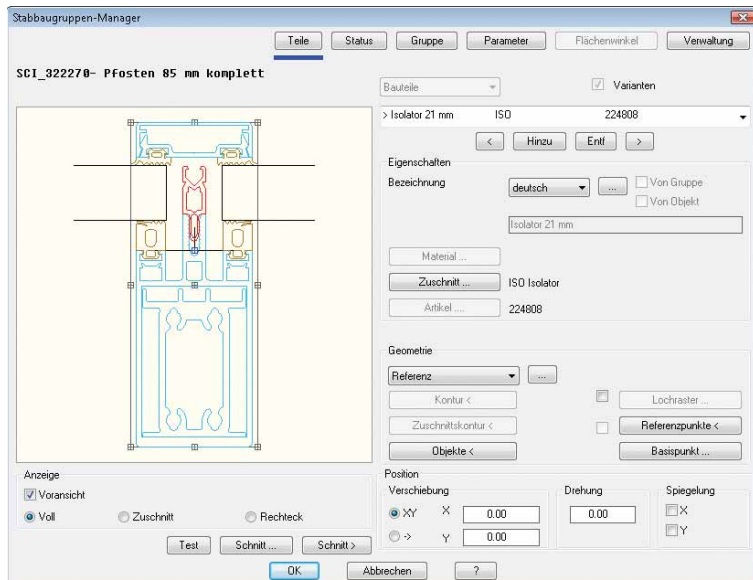 Stabbaugruppen-Manager
Teile Status Gruppe Parameter Flächenwinkel Verwaltung
SCI_322270- Pfosten 85 mm komplett
Bauteile Varianten
> Isolator 21 mm ISO 224808
< Hinzu Entf >
Eigenschaften
Bezeichnung deutsch ... Von Gruppe
Von Objekt
Isolator 21 mm
Material ...
Zuschnitt ... ISO Isolator
Artikel .... 224808
Geometrie
Referenz ...
Kontur < Lochraster ...
Zuschnittskontur < Referenzpunkte <
Objekte < Basispunkt ...
Anzeige
Voransicht
Voll Zuschnitt Rechteck
Test Schnitt ... Schnitt >
Position
Verschiebung Drehung Spiegelung
XY X 0.00 0.00 X
-> Y 0.00 Y
OK Abbrechen ?